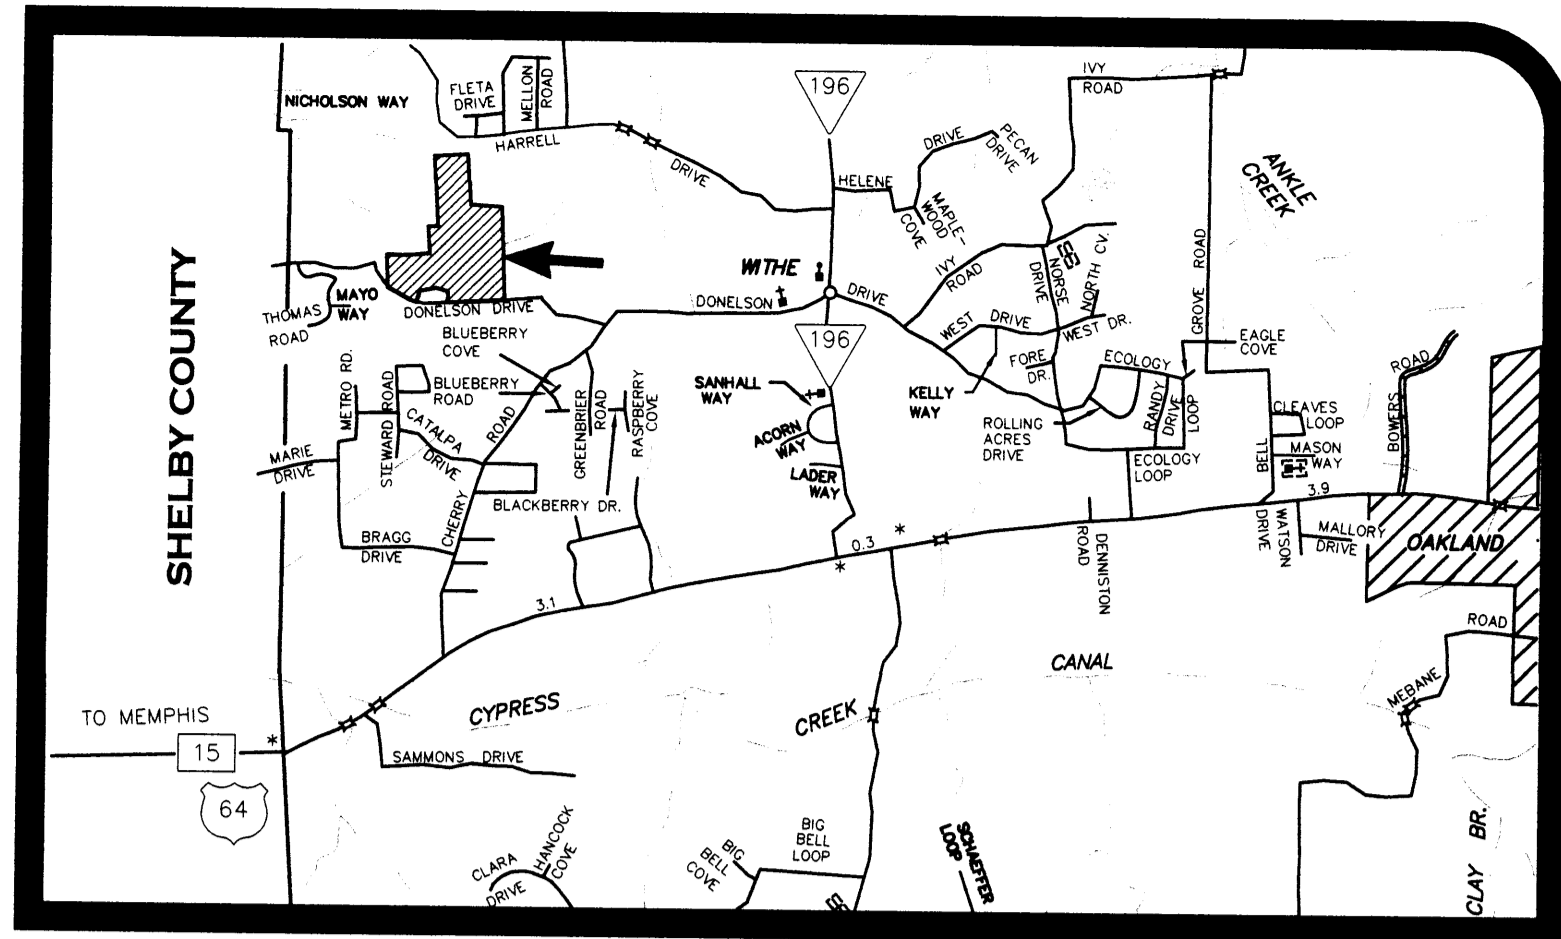 NICHOLSON WAY
FLETA
DRIVE
MELLON
ROAD
HARRELL
DRIVE
196
IVY
ROAD
DRIVE
PECAN
DRIVE
HELENE
MAPLE-
WOOD
COVE
ANKLE
CREEK
SHELBY COUNTY
WITHE
IVY
ROAD
NORSE
DRIVE
NORTH CV.
GROVE ROAD
THOMAS
ROAD
MAYO
WAY
DONELSON DRIVE
DONELSON
DRIVE
BLUEBERRY
COVE
196
WEST DRIVE
WEST DR.
EAGLE
COVE
METRO RD.
STEWARD ROAD
BLUEBERRY
ROAD
CATALPA
DRIVE
ROAD
GREENBRIER
ROAD
RASPBERRY
COVE
SANHALL
WAY
ACORN
WAY
LADER
WAY
KELLY
WAY
FORE
DR.
ECOLOGY
LOOP
RANDY
DRIVE
ROLLING
ACRES
DRIVE
ECOLOGY
LOOP
BOWERS ROAD
CLEAVES
LOOP
BELL
DRIVE
MASON
WAY
MARIE
DRIVE
BLACKBERRY DR.
CHERRY
BRAGG
DRIVE
3.9
WATSON
MALLORY
DRIVE
OAKLAND
0.3
*
*
DENNISTON
ROAD
3.1
ROAD
MEBANE
CANAL
CYPRESS
CREEK
TO MEMPHIS
15
*
64
SAMMONS DRIVE
CLARA
DRIVE
HANCOCK
COVE
BIG
BELL
COVE
BIG
BELL
LOOP
SCHAEFFER
LOOP
CLAY BR.